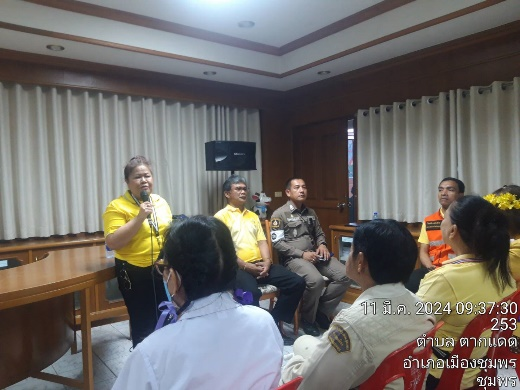 11 มี.ค. 2024 09:37:30
253
ตำบล ตากแดด
อำเภอเมืองชุมพร
ชุมพร